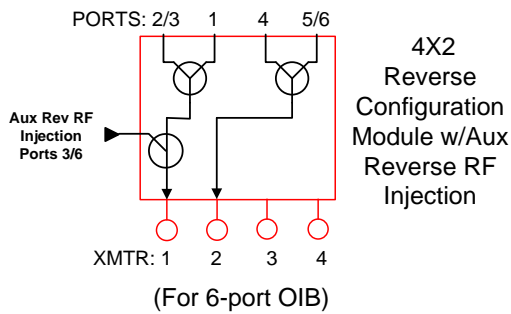 PORTS: 2/3 1 4 5/6
4X2
Reverse
Configuration
Module w/Aux
Reverse RF
Injection
Aux Rev RF
Injection
Ports 3/6
XMTR: 1 2 3 4
(For 6-port OIB)